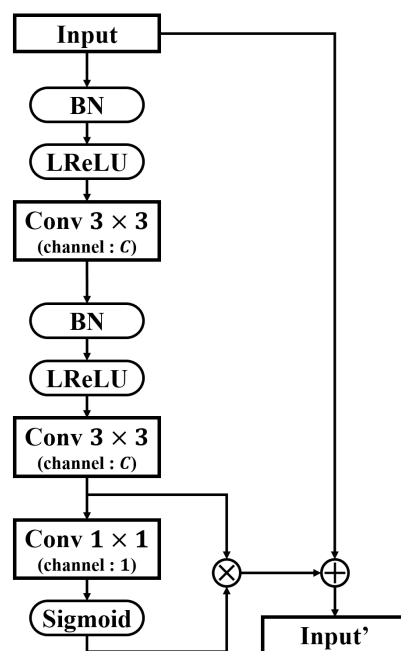 Input
BN
LReLU
Conv 3 × 3
(channel : C)
BN
LReLU
Conv 3 × 3
(channel : C)
Conv 1 × 1
(channel : 1)
Sigmoid
Input’